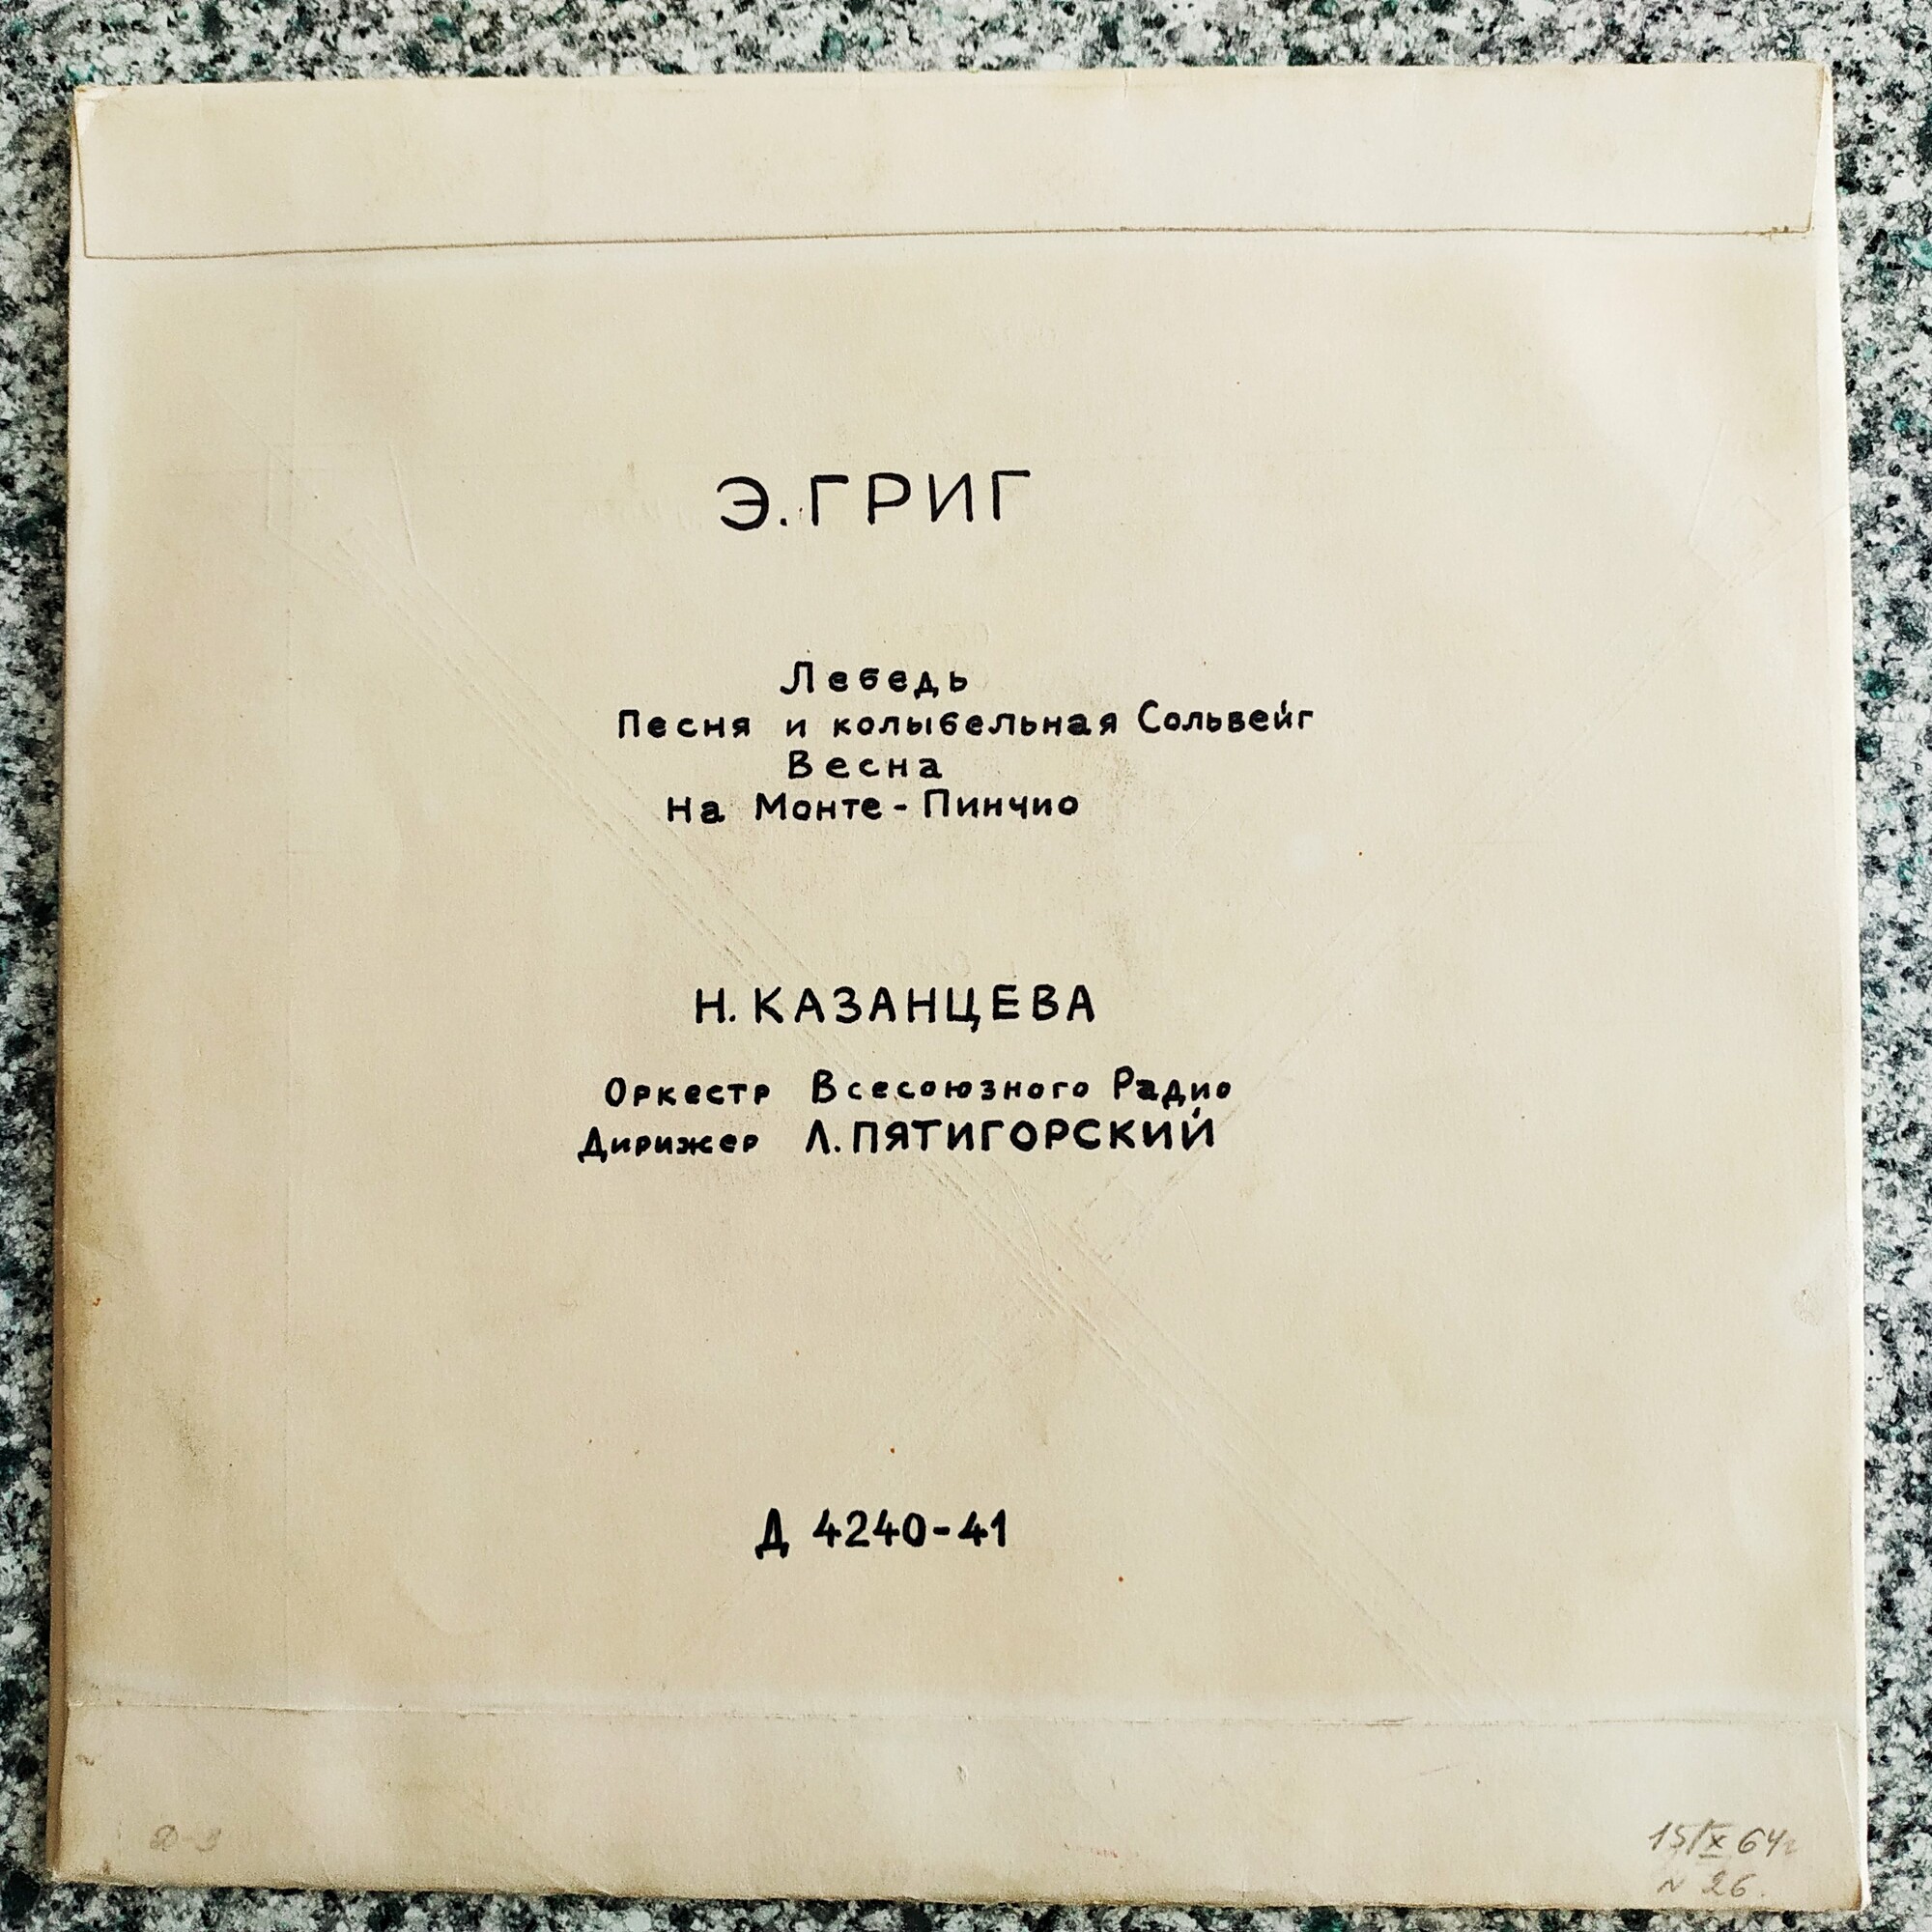 Э. ГРИГ
Лебедь
Песня и колыбельная Сольвейг
Весна
На Монте-Пинчио
Н. КАЗАНЦЕВА
Оркестр Всесоюзного Радио
Дирижер Л. ПЯТИГОРСКИЙ
Д 4240-41
15/X 64г
N 26.